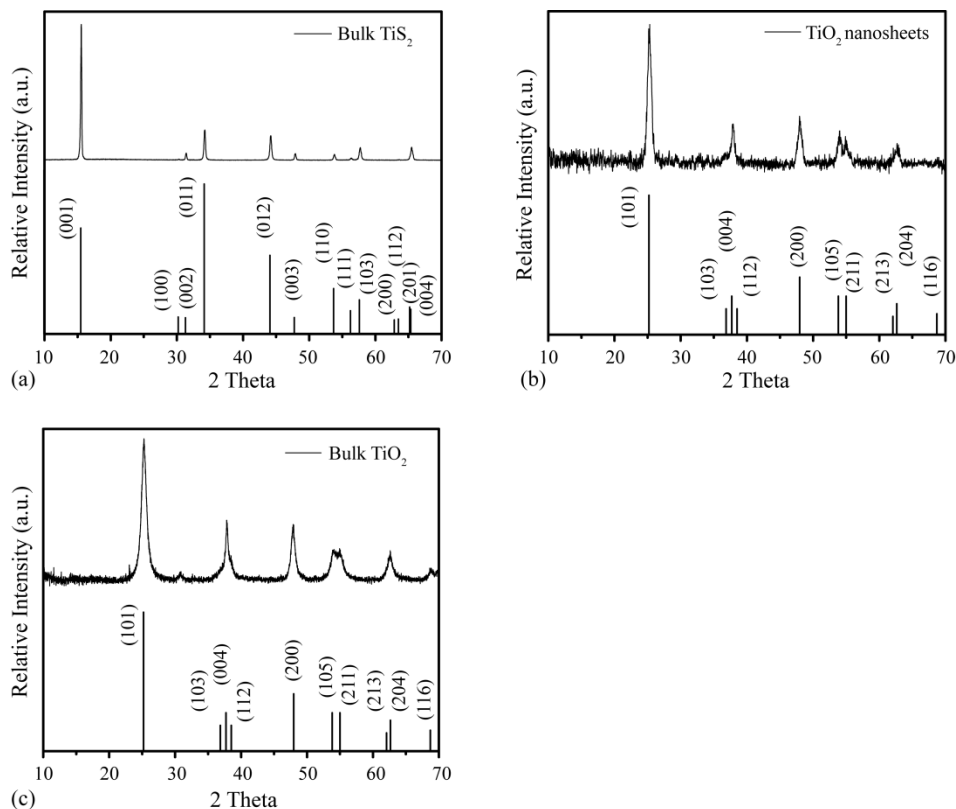 Bulk TiS₂
Relative Intensity (a.u.)
(001)
(100)
(002)
(011)
(012)
(003)
(110)
(111)
(103)
(200)
(112)
(201)
(004)
10 20 30 40 50 60 70
2 Theta
(a)
TiO₂ nanosheets
Relative Intensity (a.u.)
(101)
(103)
(004)
(112)
(200)
(105)
(211)
(213)
(204)
(116)
10 20 30 40 50 60 70
2 Theta
(b)
Bulk TiO₂
Relative Intensity (a.u.)
(101)
(103)
(004)
(112)
(200)
(105)
(211)
(213)
(204)
(116)
10 20 30 40 50 60 70
2 Theta
(c)